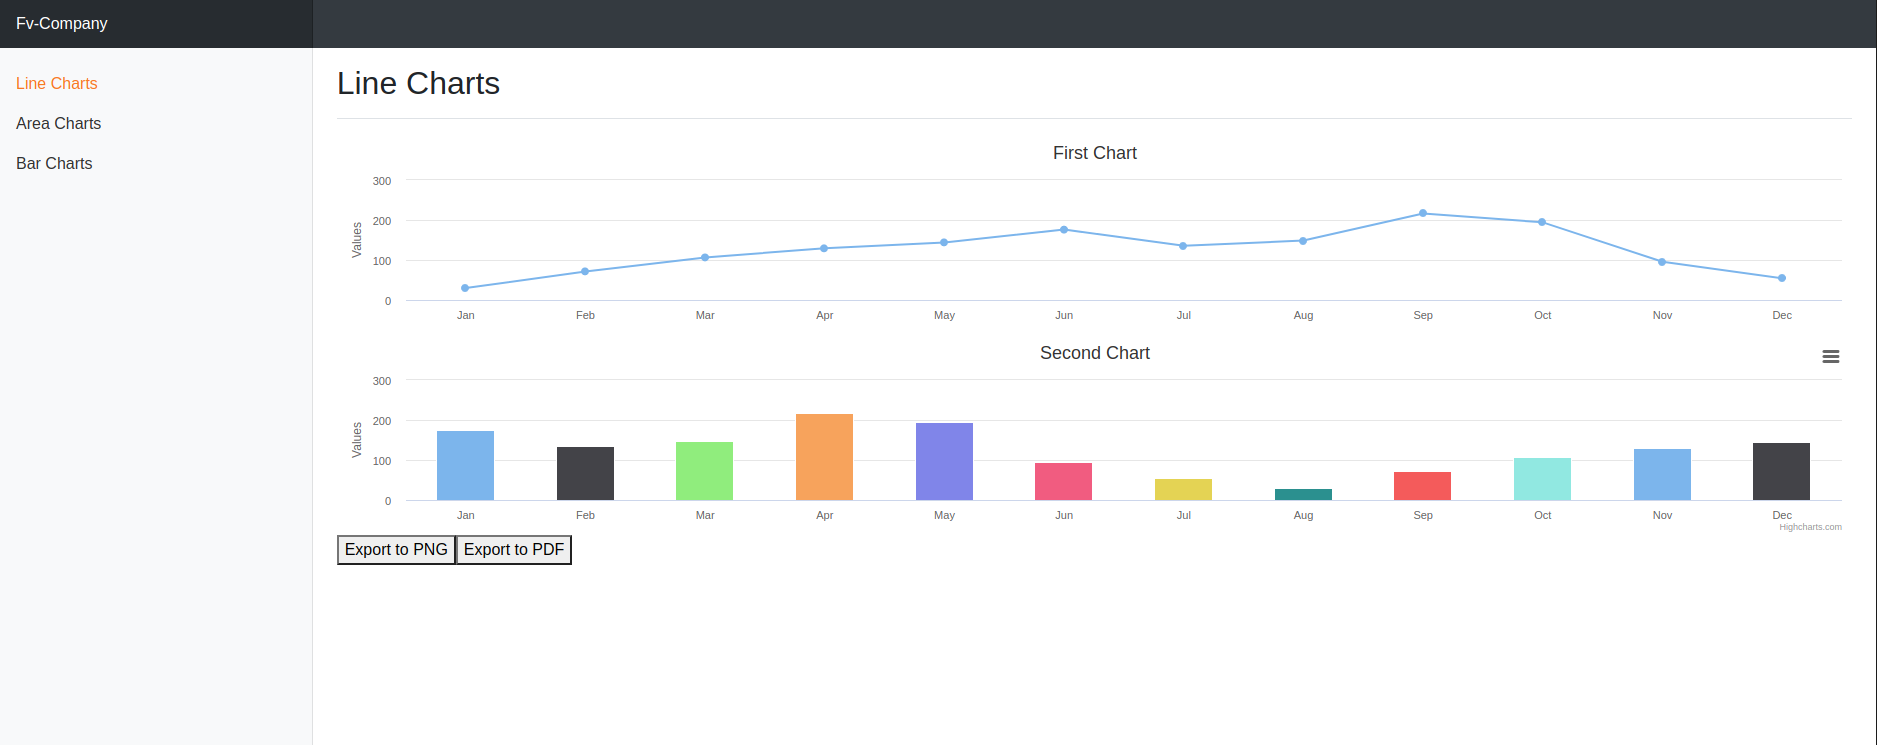 Fv-Company
Line Charts
Area Charts
Bar Charts
Line Charts
First Chart
Values
300
200
100
0
Jan Feb Mar Apr May Jun Jul Aug Sep Oct Nov Dec
Second Chart
Values
300
200
100
0
Jan Feb Mar Apr May Jun Jul Aug Sep Oct Nov Dec
Highcharts.com
Export to PNG Export to PDF